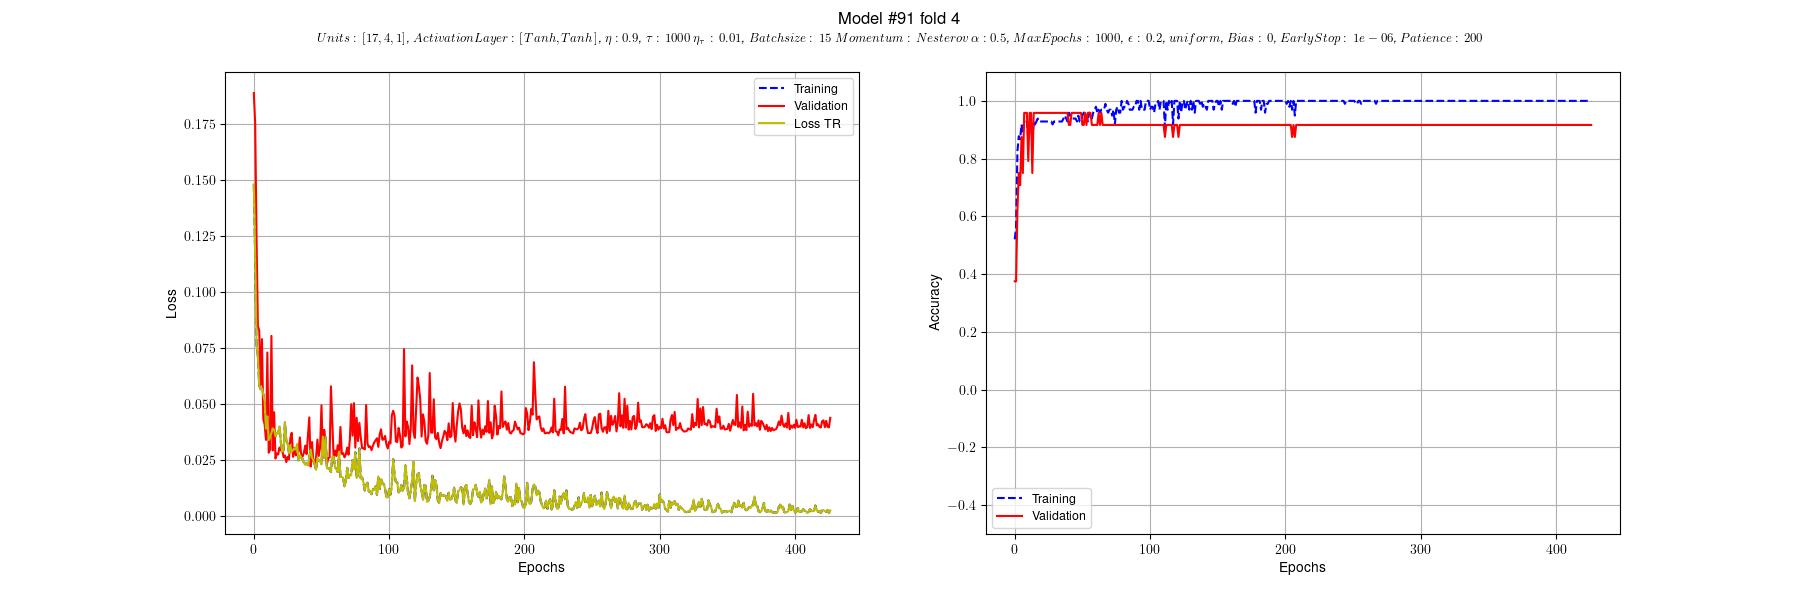 Model #91 fold 4
Units : [17, 4, 1], ActivationLayer : [Tanh, Tanh], η : 0.9, τ : 1000 η_τ : 0.01, Batchsize : 15 Momentum : Nesterov α : 0.5, MaxEpochs : 1000, ϵ : 0.2, uniform, Bias : 0, EarlyStop : 1e − 06, Patience : 200
Training
Validation
Loss TR
0.175
0.150
0.125
0.100
0.075
0.050
0.025
0.000
Loss
0
100
200
300
400
Epochs
1.0
0.8
0.6
0.4
0.2
0.0
−0.2
−0.4
Accuracy
Training
Validation
0
100
200
300
400
Epochs